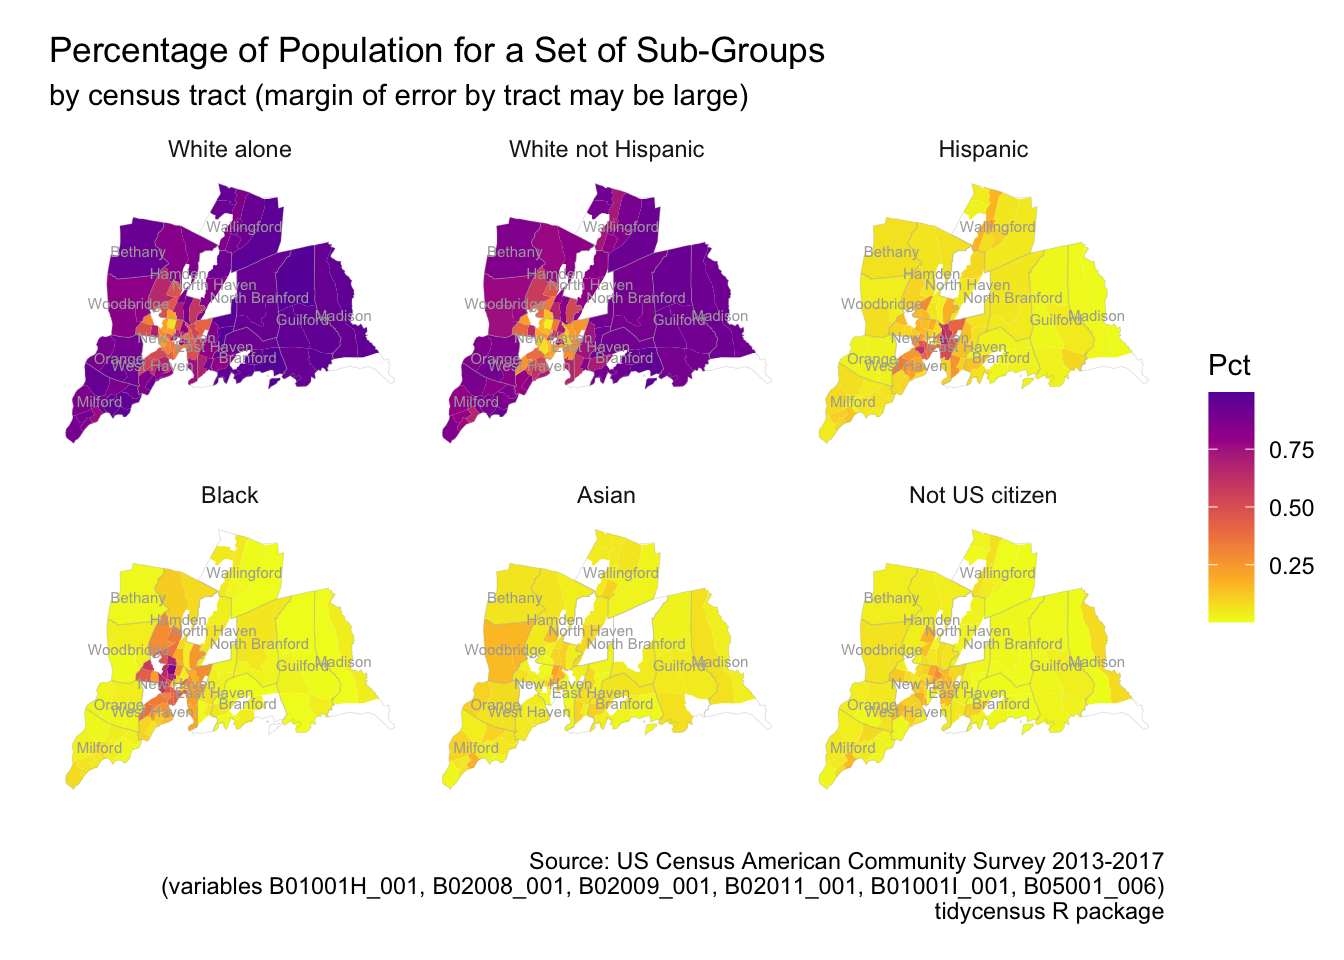 Percentage of Population for a Set of Sub-Groups
by census tract (margin of error by tract may be large)
White alone
White not Hispanic
Hispanic
Wallingford
Bethany
Hamden
North Haven
Woodbridge
North Branford
Madison
Guilford
New Haven
East Haven
Orange
Branford
West Haven
Milford
Wallingford
Bethany
Hamden
North Haven
Woodbridge
North Branford
Madison
Guilford
New Haven
East Haven
Orange
Branford
West Haven
Milford
Wallingford
Bethany
Hamden
North Haven
Woodbridge
North Branford
Madison
Guilford
New Haven
East Haven
Orange
Branford
West Haven
Milford
Pct
0.75
0.50
0.25
Black
Asian
Not US citizen
Wallingford
Bethany
Hamden
North Haven
Woodbridge
North Branford
Madison
Guilford
New Haven
East Haven
Orange
Branford
West Haven
Milford
Wallingford
Bethany
Hamden
North Haven
Woodbridge
North Branford
Madison
Guilford
New Haven
East Haven
Orange
Branford
West Haven
Milford
Wallingford
Bethany
Hamden
North Haven
Woodbridge
North Branford
Madison
Guilford
New Haven
East Haven
Orange
Branford
West Haven
Milford
Source: US Census American Community Survey 2013-2017
(variables B01001H_001, B02008_001, B02009_001, B02011_001, B01001I_001, B05001_006)
tidycensus R package